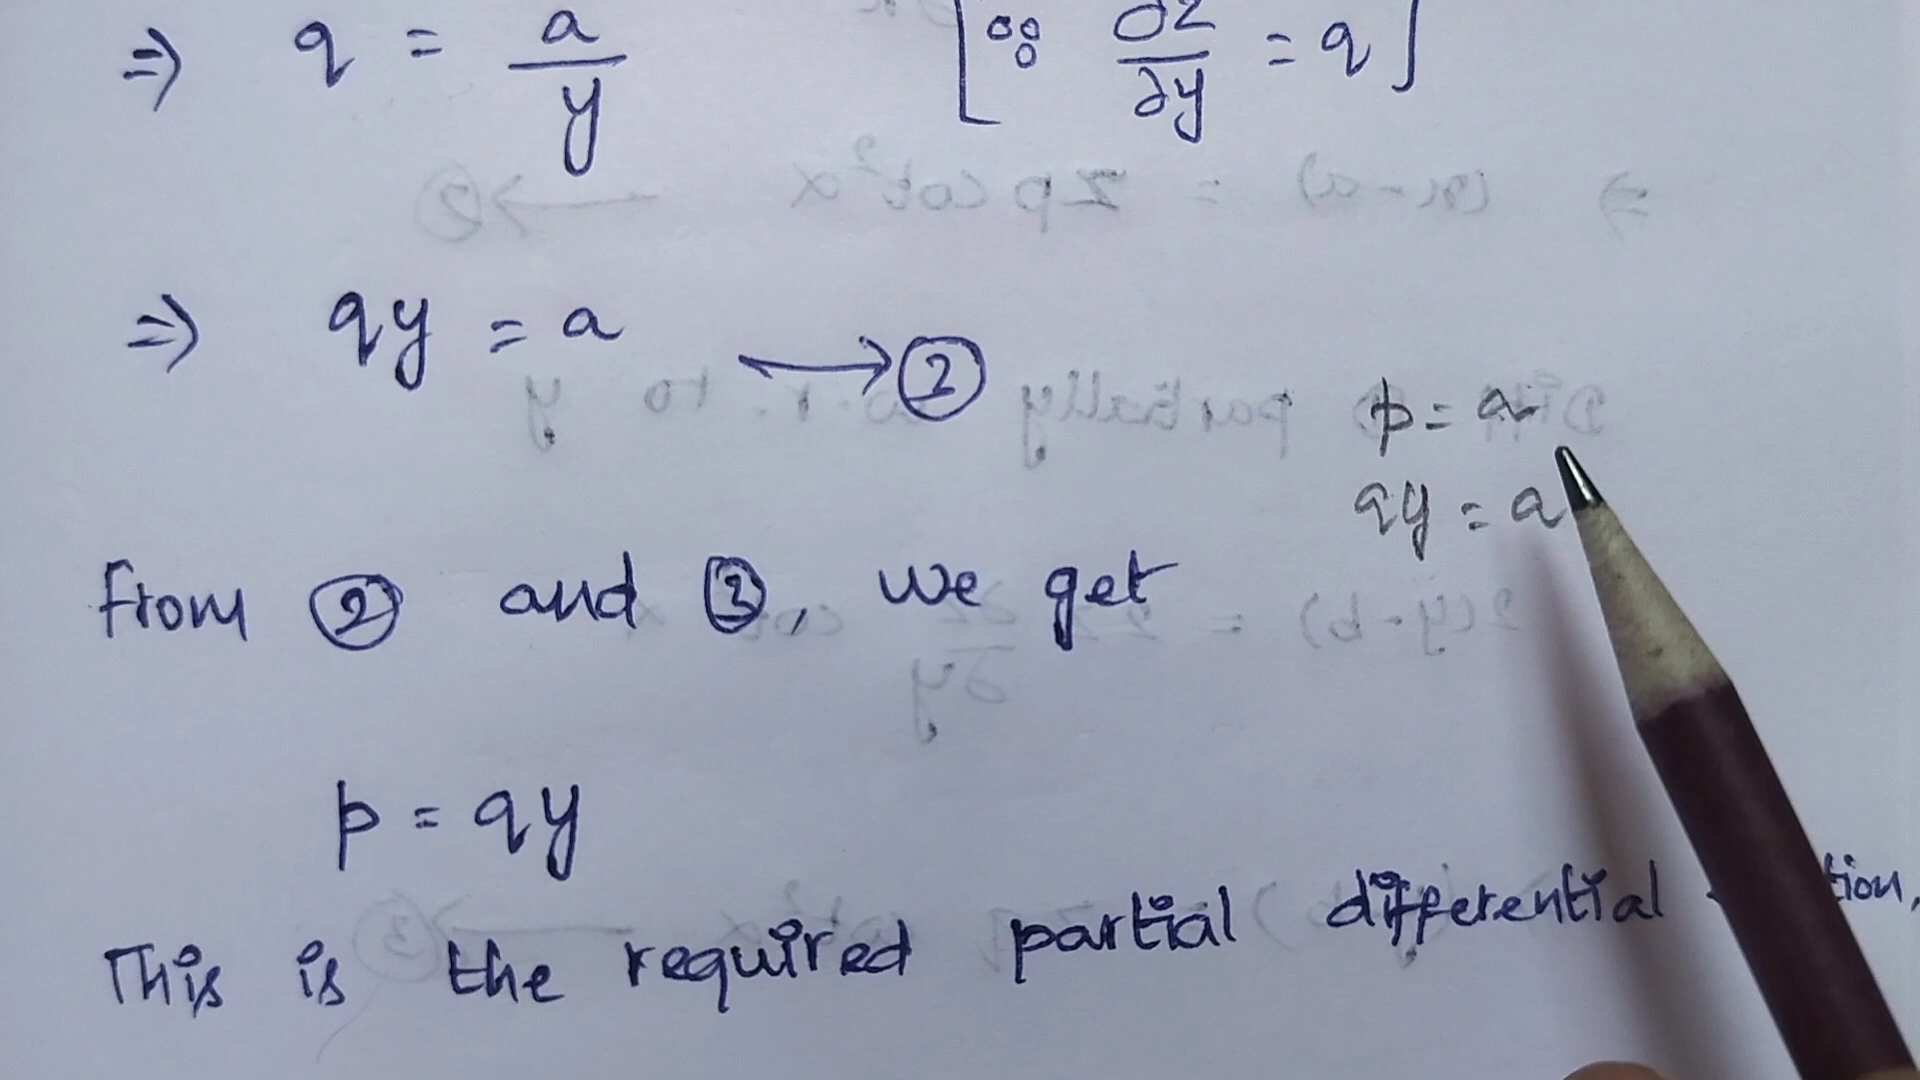 ⇒ q = a/y [∵ ∂z/∂y = q]
⇒ qy = a → ②
p = a
qy = a
from ② and ③, we get
p = qy
This is the required partial differential